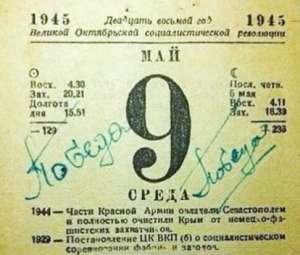 1945 Двадцать восьмой год 1945
Великой Октябрьской социалистической революции
МАЙ
Восх. 4.30
Зах. 20.21
Долгота
дня 15.51
— 129
9
Посл. четв.
5 мая
Восх. 4.11
Зах. 16.39
— 236
Победа
Победа
СРЕДА
1944 — Части Красной Армии овладели Севастополем
и полностью очистили Крым от немецко-фа-
шистских захватчиков.
1929 — Постановление ЦК ВКП (б) о социалистическом
соревновании фабрик и заводов.